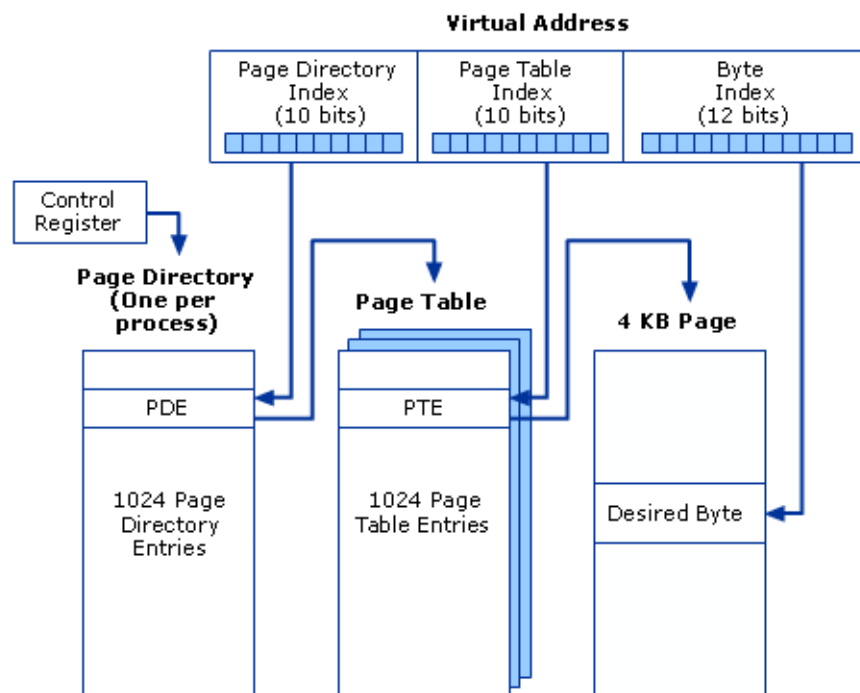 Virtual Address
Page Directory
Index
(10 bits)
Page Table
Index
(10 bits)
Byte
Index
(12 bits)
Control
Register
Page Directory
(One per
process)
Page Table
4 KB Page
PDE
PTE
1024 Page
Directory
Entries
1024 Page
Table Entries
Desired Byte